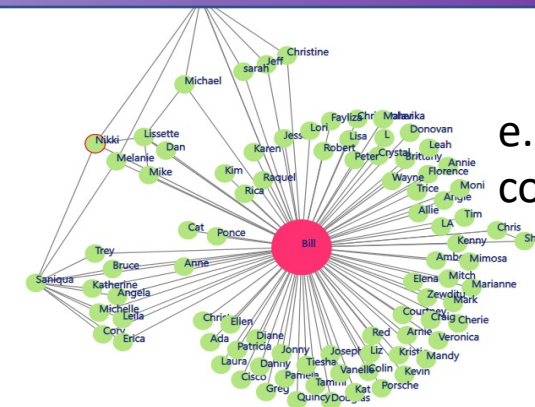 Christine
Jeff
sarah
Michael
Fayliza
Malavika
Lori
Donovan
Nikki
Lissette
Jess
Lisa
L
Leah
Dan
Karen
Robert
Peter
Crystal
Brittany
Melanie
Annie
Mike
Kim
Raquel
Wayne
Florence
Rica
Trice
Moni
Angie
Allie
Tim
Cat
Ponce
LA
Chris
Bill
Kenny
Sh
Trey
Mimosa
Bruce
Anne
Saniqua
Katherine
Elena
Mitch
Marianne
Angela
Zewditu
Mark
Michelle
Leila
Courtney
Craig
Cherie
Ellen
Cory
Erica
Ada
Diane
Red
Arnie
Veronica
Patricia
Jonny
Joseph
Liz
Mandy
Laura
Danny
Tiesha
Vanelle
Colin
Kevin
Cisco
Pamela
Tammi
Greg
Kat
Porsche
Quincy
Douglas
e.
co